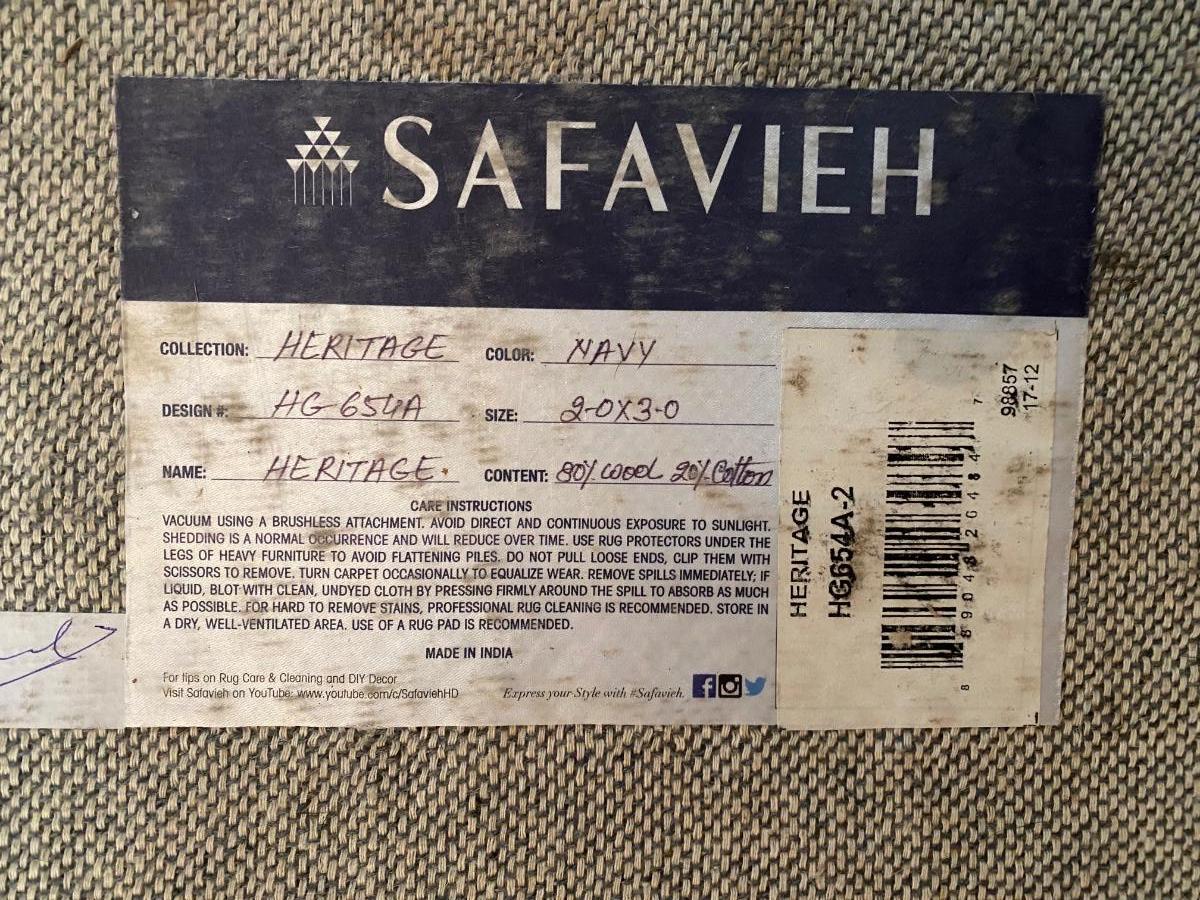 SAFAVIEH
COLLECTION: HERITAGE COLOR: NAVY
DESIGN #: HG-654A SIZE: 2-0X3-0
NAME: HERITAGE. CONTENT: 80% wool 20% Cotton
CARE INSTRUCTIONS
VACUUM USING A BRUSHLESS ATTACHMENT. AVOID DIRECT AND CONTINUOUS EXPOSURE TO SUNLIGHT.
SHEDDING IS A NORMAL OCCURRENCE AND WILL REDUCE OVER TIME. USE RUG PROTECTORS UNDER THE
LEGS OF HEAVY FURNITURE TO AVOID FLATTENING PILES. DO NOT PULL LOOSE ENDS, CLIP THEM WITH
SCISSORS TO REMOVE. TURN CARPET OCCASIONALLY TO EQUALIZE WEAR. REMOVE SPILLS IMMEDIATELY; IF
LIQUID, BLOT WITH CLEAN, UNDYED CLOTH BY PRESSING FIRMLY AROUND THE SPILL TO ABSORB AS MUCH
AS POSSIBLE. FOR HARD TO REMOVE STAINS, PROFESSIONAL RUG CLEANING IS RECOMMENDED. STORE IN
A DRY, WELL-VENTILATED AREA. USE OF A RUG PAD IS RECOMMENDED.
MADE IN INDIA
For tips on Rug Care & Cleaning and DIY Decor
Visit Safavieh on YouTube: www.youtube.com/c/SafaviehHD
Express your Style with #Safavieh.
HERITAGE
HG654A-2
98857
17-12